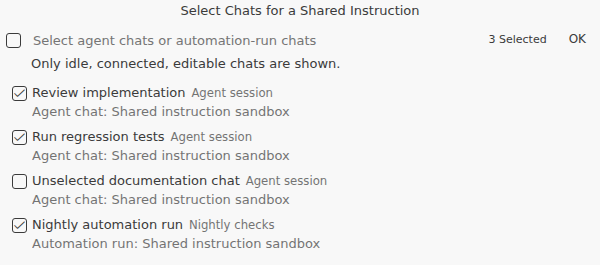 Select Chats for a Shared Instruction
Select agent chats or automation-run chats 3 Selected OK
Only idle, connected, editable chats are shown.
Review implementation Agent session
Agent chat: Shared instruction sandbox
Run regression tests Agent session
Agent chat: Shared instruction sandbox
Unselected documentation chat Agent session
Agent chat: Shared instruction sandbox
Nightly automation run Nightly checks
Automation run: Shared instruction sandbox